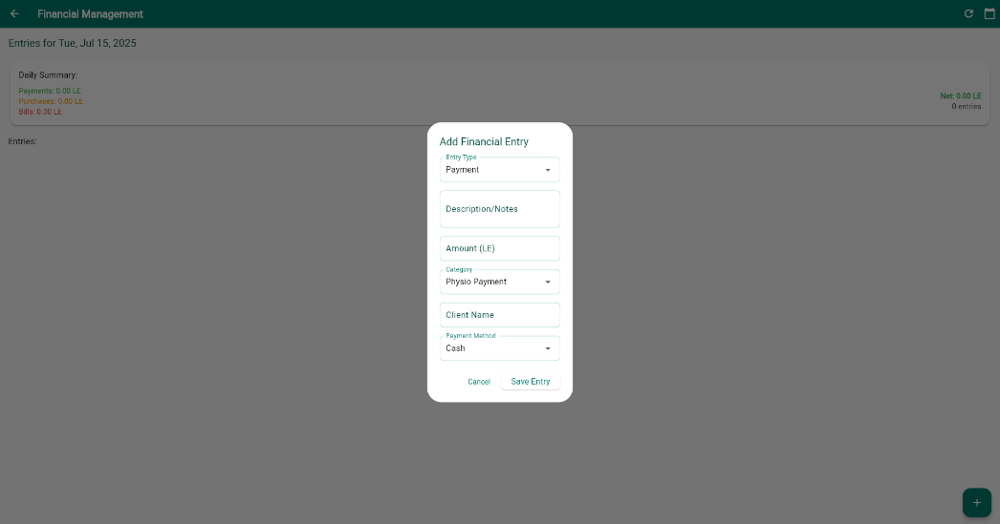 Financial Management
Entries for Tue, Jul 15, 2025
Daily Summary:
Payments: 0.00 LE
Purchases: 0.00 LE
Bills: 0.00 LE
Net: 0.00 LE
0 entries
Entries:
Add Financial Entry
Entry Type
Payment
Description/Notes
Amount (LE)
Category
Physio Payment
Client Name
Payment Method
Cash
Cancel
Save Entry